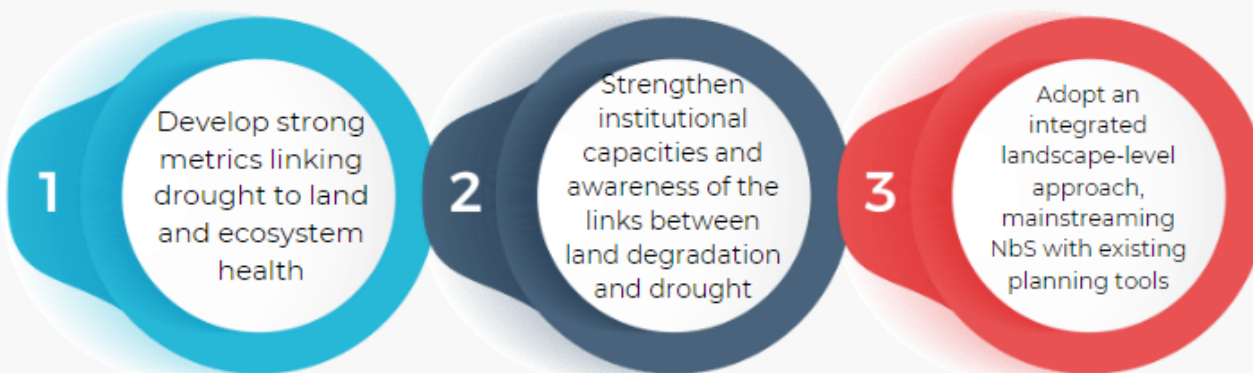 1
Develop strong
metrics linking
drought to land
and ecosystem
health
2
Strengthen
institutional
capacities and
awareness of the
links between
land degradation
and drought
3
Adopt an
integrated
landscape-level
approach,
mainstreaming
NbS with existing
planning tools